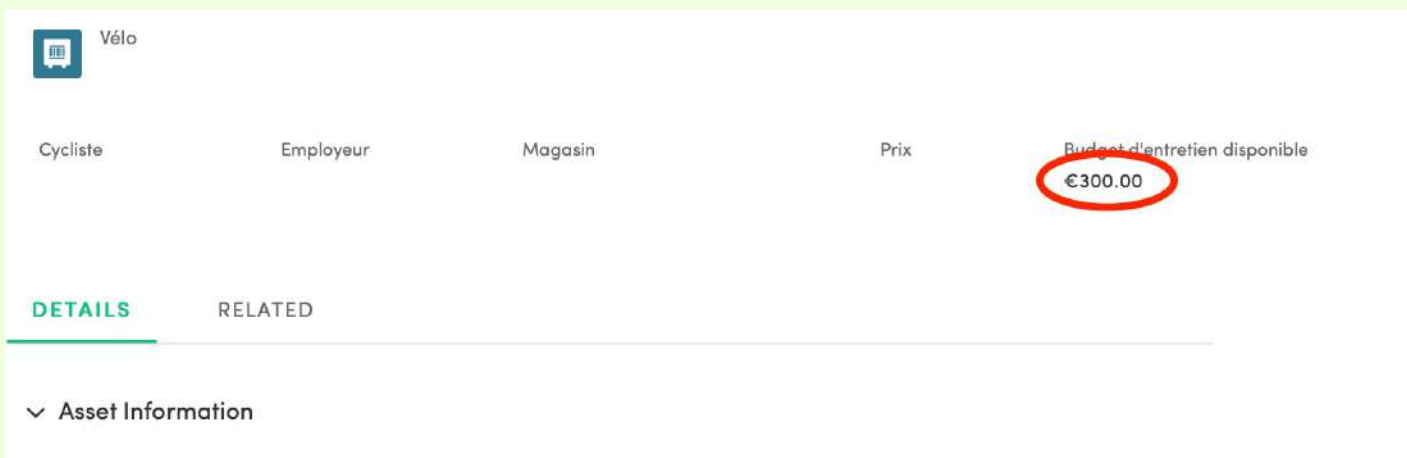 Vélo
Cycliste Employeur Magasin Prix Budget d'entretien disponible
€300.00
DETAILS RELATED
Asset Information